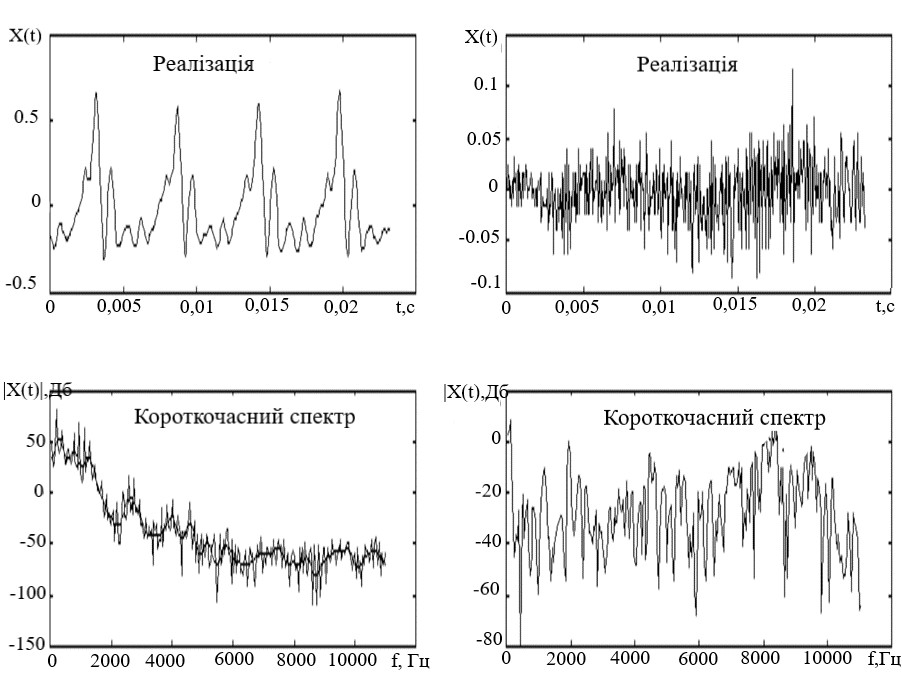 X(t)
Реалізація
0.5
0
-0.5
0 0,005 0,01 0,015 0,02 t,c
X(t)
Реалізація
0.1
0.05
0
-0.05
-0.1
0 0,005 0,01 0,015 0,02 t,c
|X(t)|,Дб
Короткочасний спектр
50
0
-50
-100
-150
0 2000 4000 6000 8000 10000 f, Гц
|X(t),Дб
Короткочасний спектр
0
-20
-40
-60
-80
0 2000 4000 6000 8000 10000 f,Гц